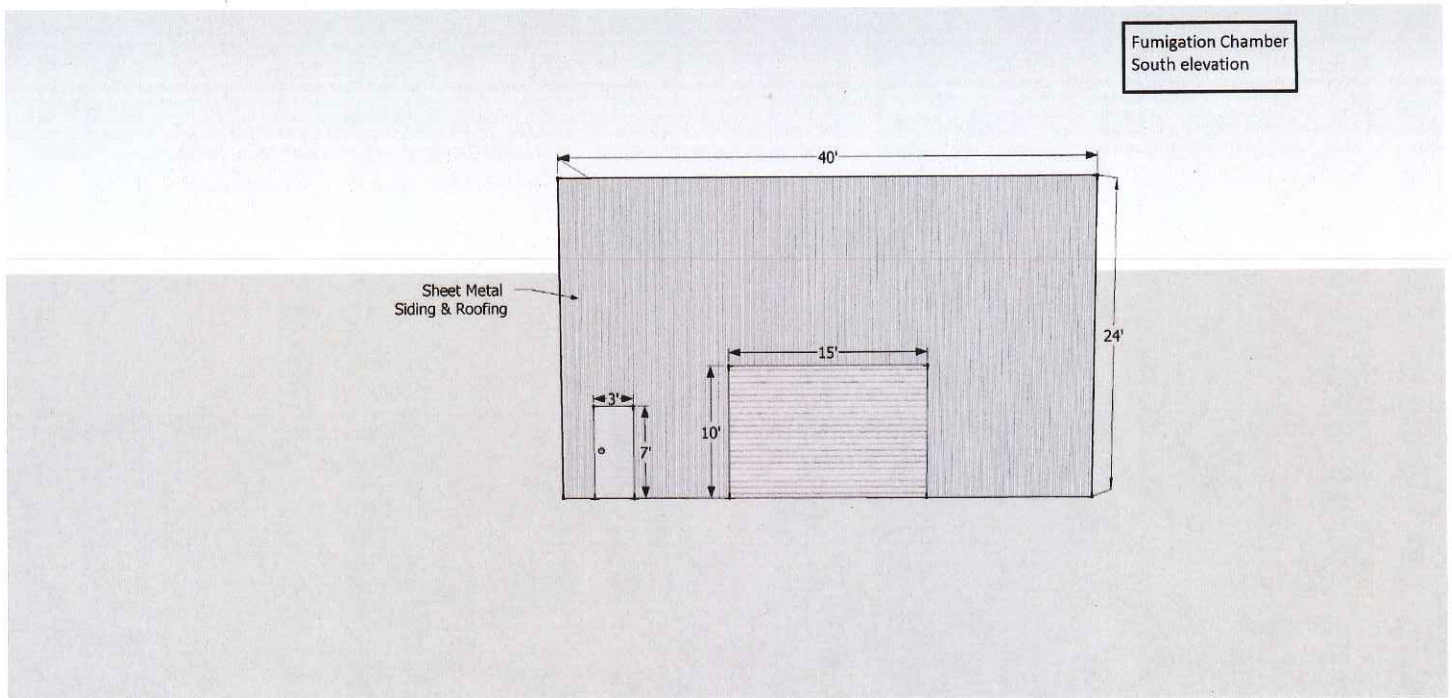 Fumigation Chamber
South elevation
40'
Sheet Metal
Siding & Roofing
24'
15'
3'
10'
7'